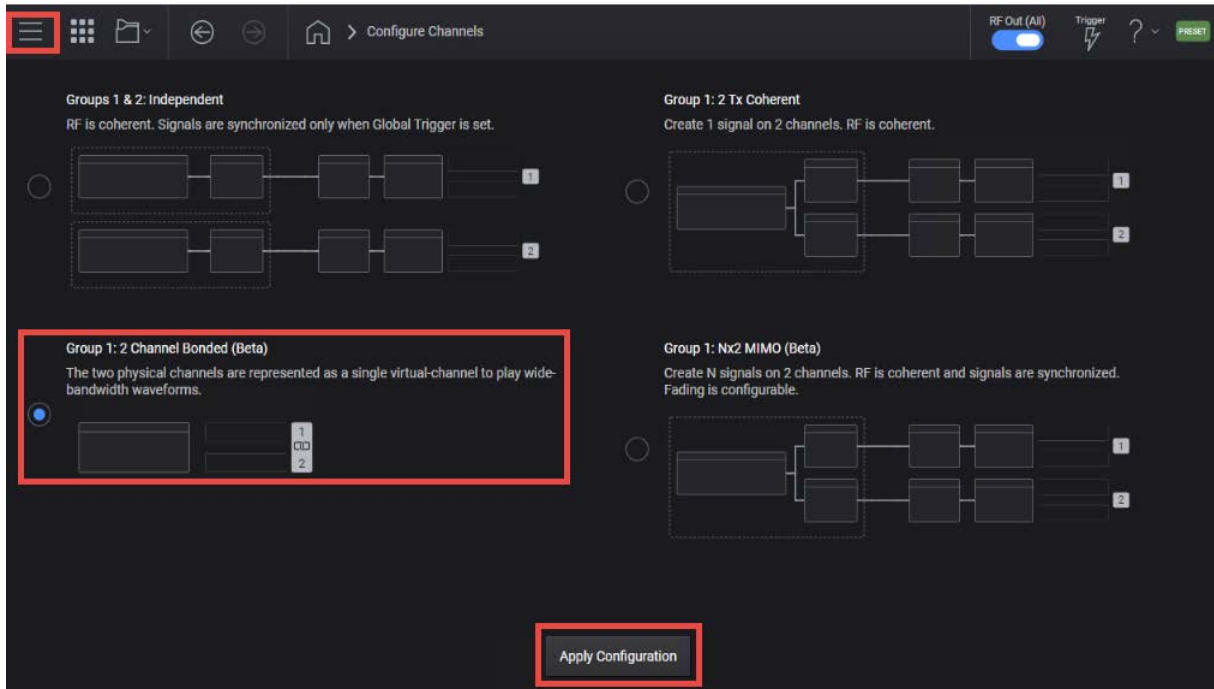 Configure Channels
RF Out (All)
Trigger
?
PRESET
Groups 1 & 2: Independent
RF is coherent. Signals are synchronized only when Global Trigger is set.
1
2
Group 1: 2 Tx Coherent
Create 1 signal on 2 channels. RF is coherent.
1
2
Group 1: 2 Channel Bonded (Beta)
The two physical channels are represented as a single virtual-channel to play wide-
bandwidth waveforms.
1
2
Group 1: Nx2 MIMO (Beta)
Create N signals on 2 channels. RF is coherent and signals are synchronized.
Fading is configurable.
1
2
Apply Configuration